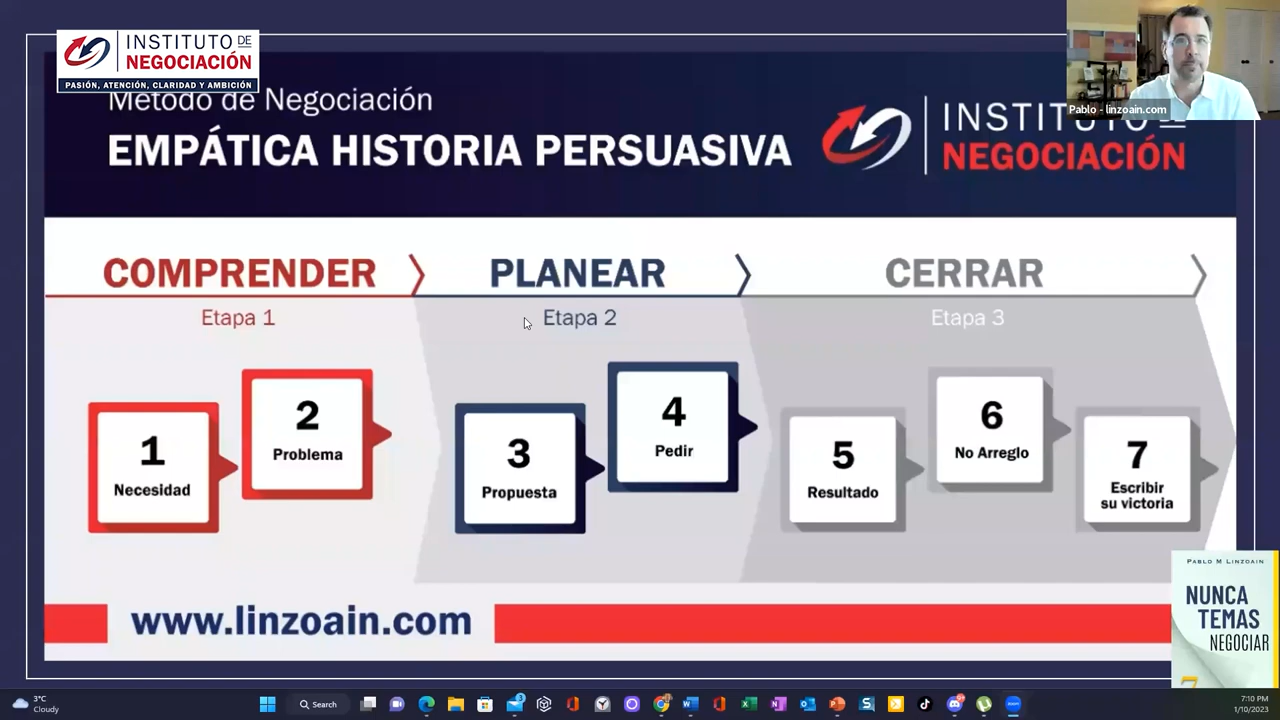 INSTITUTO DE
NEGOCIACIÓN
PASIÓN, ATENCIÓN, CLARIDAD Y AMBICIÓN
Método de Negociación
EMPÁTICA HISTORIA PERSUASIVA
INSTITUTO DE
NEGOCIACIÓN
Pablo - linzoain.com
COMPRENDER
PLANEAR
CERRAR
Etapa 1
Etapa 2
Etapa 3
1
Necesidad
2
Problema
3
Propuesta
4
Pedir
5
Resultado
6
No Arreglo
7
Escribir
su victoria
www.linzoain.com
PABLO M LINZOAIN
NUNCA
TEMAS
NEGOCIAR
7
3°C
Cloudy
Search
3
7:10 PM
1/10/2023